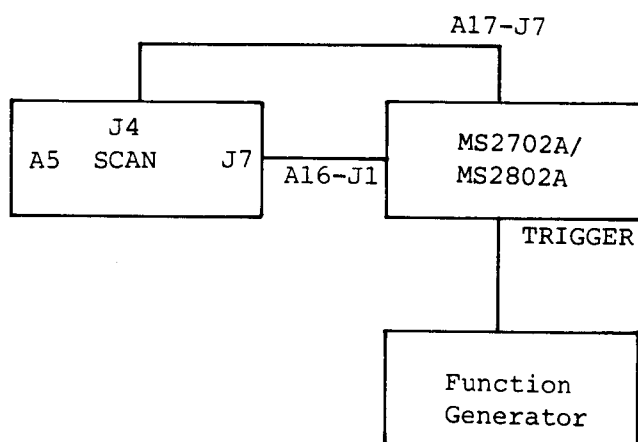 A17-J7
J4
A5 SCAN J7
A16-J1
MS2702A/
MS2802A
TRIGGER
Function
Generator